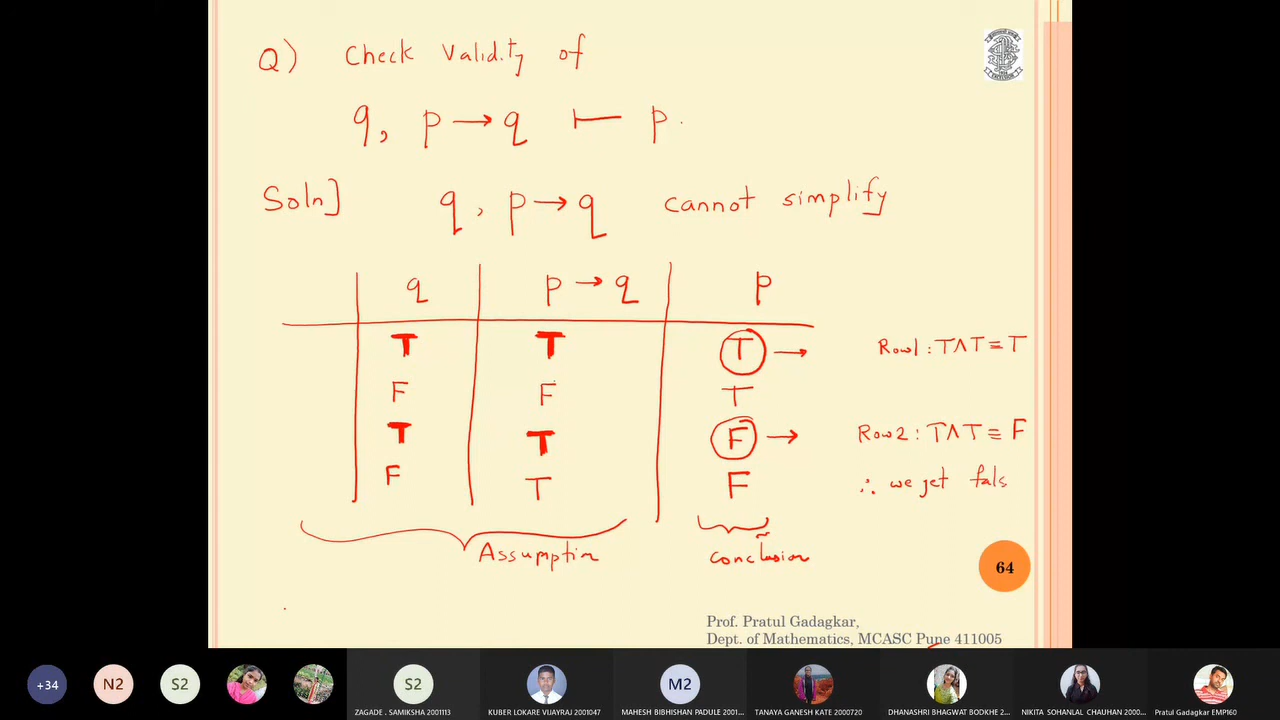 Q) Check Validity of
q, p → q ⊢ p.
Soln] q, p → q cannot simplify
q | p → q | p
T | T | T → Row1 : T∧T ≡ T
F | F | T
T | T | F → Row2 : T∧T ≡ F
F | T | F ∴ we get fals
Assumption conclusion
64
Prof. Pratul Gadagkar,
Dept. of Mathematics, MCASC Pune 411005
+34 N2 S2 S2 M2
ZAGADE . SAMIKSHA 2001113 KUBER LOKARE VIJAYRAJ 2001047 MAHESH BIBHISHAN PADULE 2001... TANAYA GANESH KATE 2000720 DHANASHRI BHAGWAT BODKHE 2... NIKITA SOHANLAL CHAUHAN 2000... Pratul Gadagkar EMP160